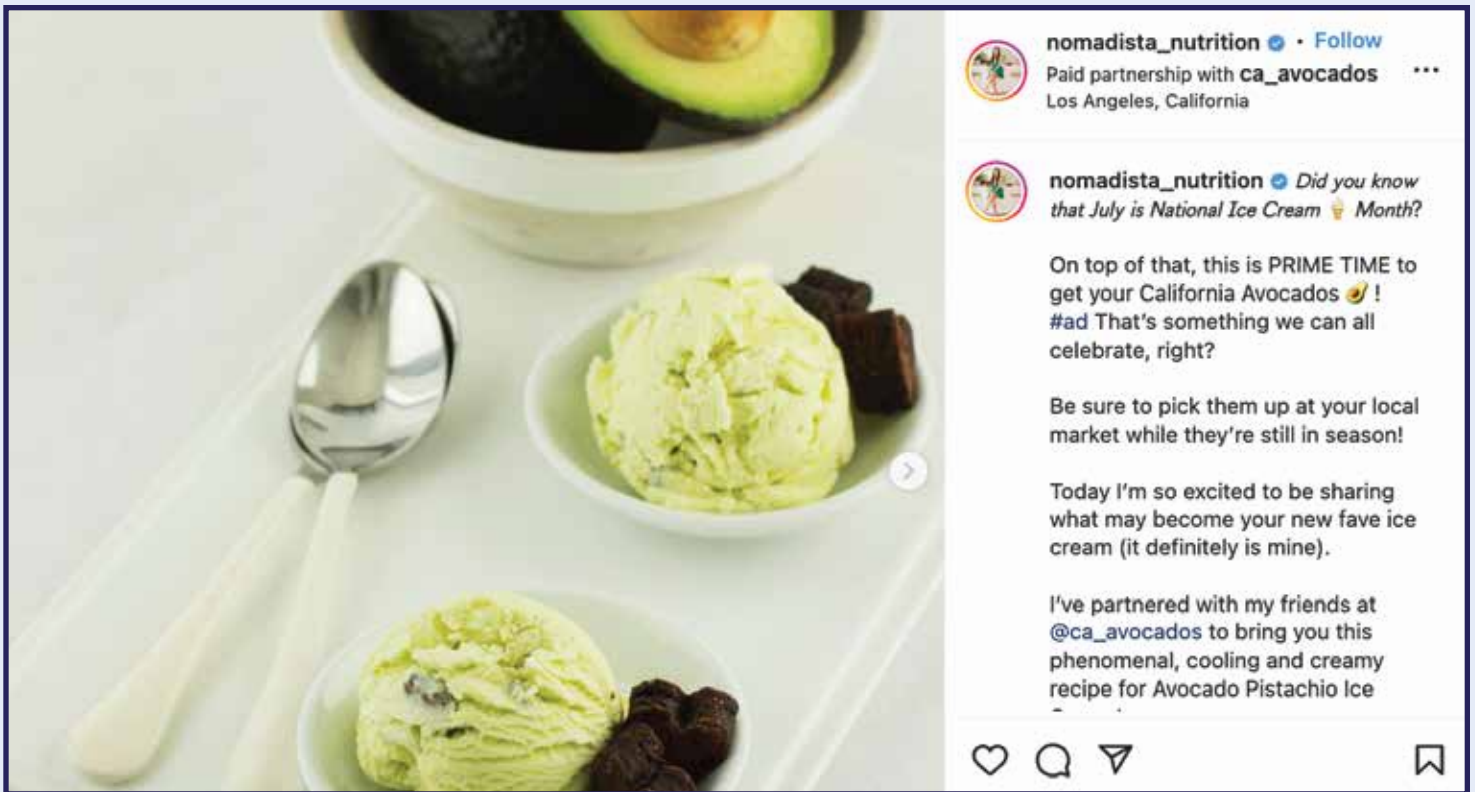 nomadista_nutrition • Follow
Paid partnership with ca_avocados
Los Angeles, California
nomadista_nutrition Did you know
that July is National Ice Cream 🍦 Month?
On top of that, this is PRIME TIME to
get your California Avocados 🥑 !
#ad That's something we can all
celebrate, right?
Be sure to pick them up at your local
market while they're still in season!
Today I'm so excited to be sharing
what may become your new fave ice
cream (it definitely is mine).
I've partnered with my friends at
@ca_avocados to bring you this
phenomenal, cooling and creamy
recipe for Avocado Pistachio Ice